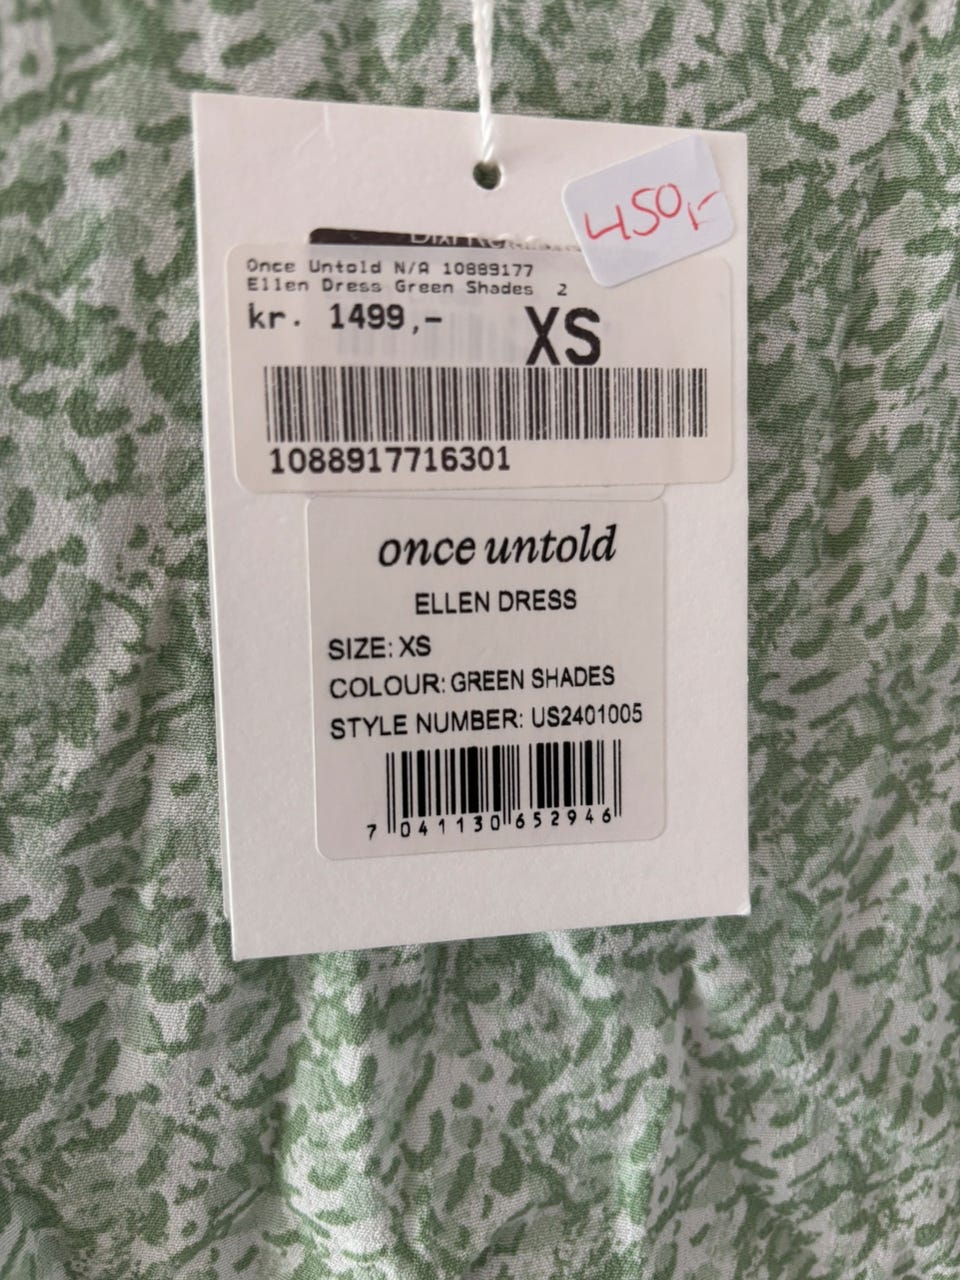 450,-
Once Untold N/A 10889177
Ellen Dress Green Shades 2
kr. 1499,-
XS
1088917716301
once untold
ELLEN DRESS
SIZE: XS
COLOUR: GREEN SHADES
STYLE NUMBER: US2401005
7 041130 652946